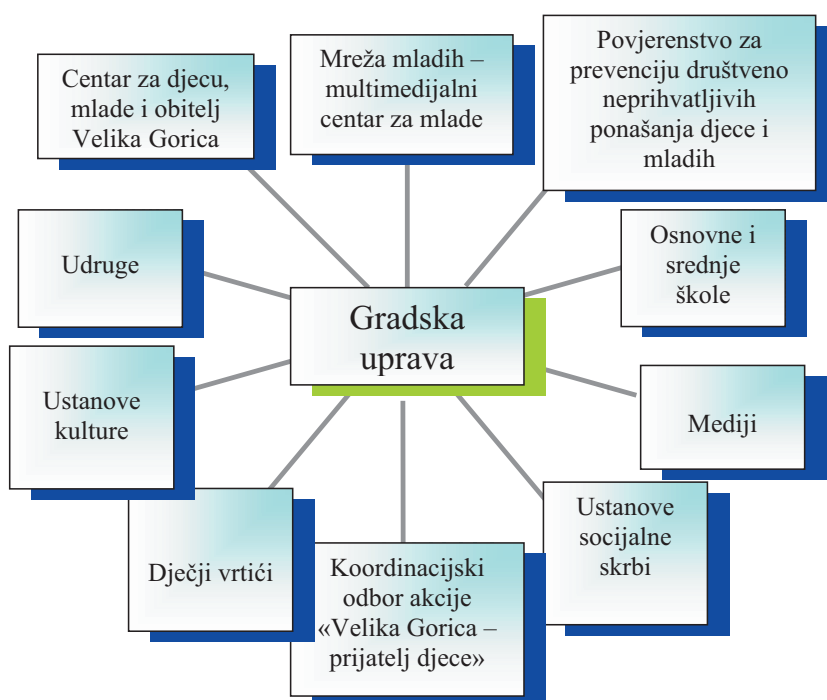 Centar za djecu,
mlade i obitelj
Velika Gorica
Mreža mladih –
multimedijalni
centar za mlade
Povjerenstvo za
prevenciju društveno
neprihvatljivih
ponašanja djece i
mladih
Udruge
Osnovne i
srednje
škole
Gradska
uprava
Ustanove
kulture
Mediji
Dječji vrtići
Koordinacijski
odbor akcije
«Velika Gorica –
prijatelj djece»
Ustanove
socijalne
skrbi